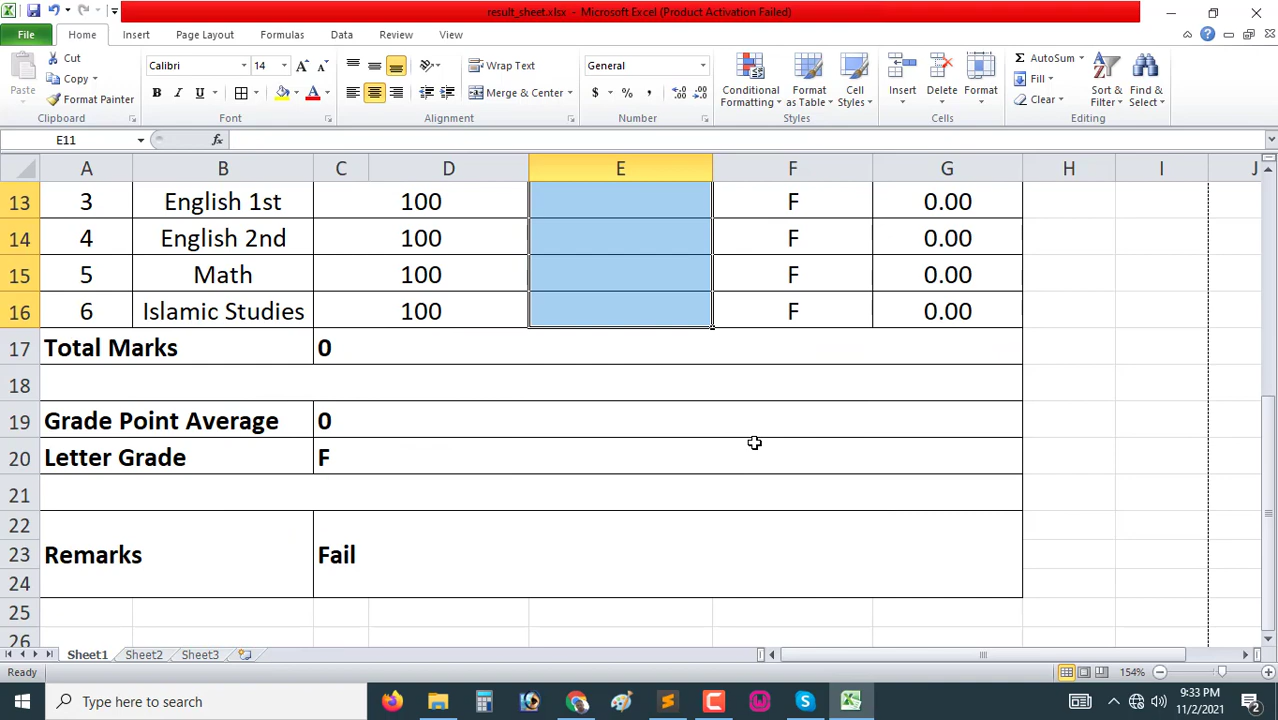 result_sheet.xlsx - Microsoft Excel (Product Activation Failed)
File Home Insert Page Layout Formulas Data Review View
Paste Cut Copy Format Painter Clipboard
Calibri 14 B I U A A A Font
Wrap Text Merge & Center Alignment
General $ % , .0 .00 .00 .0 Number
Conditional Formatting Format as Table Cell Styles Styles
Insert Delete Format Cells
Σ AutoSum Fill Clear Sort & Filter Find & Select Editing
E11 fx
A B C D E F G H I J
13 3 English 1st 100 F 0.00
14 4 English 2nd 100 F 0.00
15 5 Math 100 F 0.00
16 6 Islamic Studies 100 F 0.00
17 Total Marks 0
18
19 Grade Point Average 0
20 Letter Grade F
21
22
23 Remarks Fail
24
25
26
Sheet1 Sheet2 Sheet3
Ready 154%
Type here to search 9:33 PM
11/2/2021 2